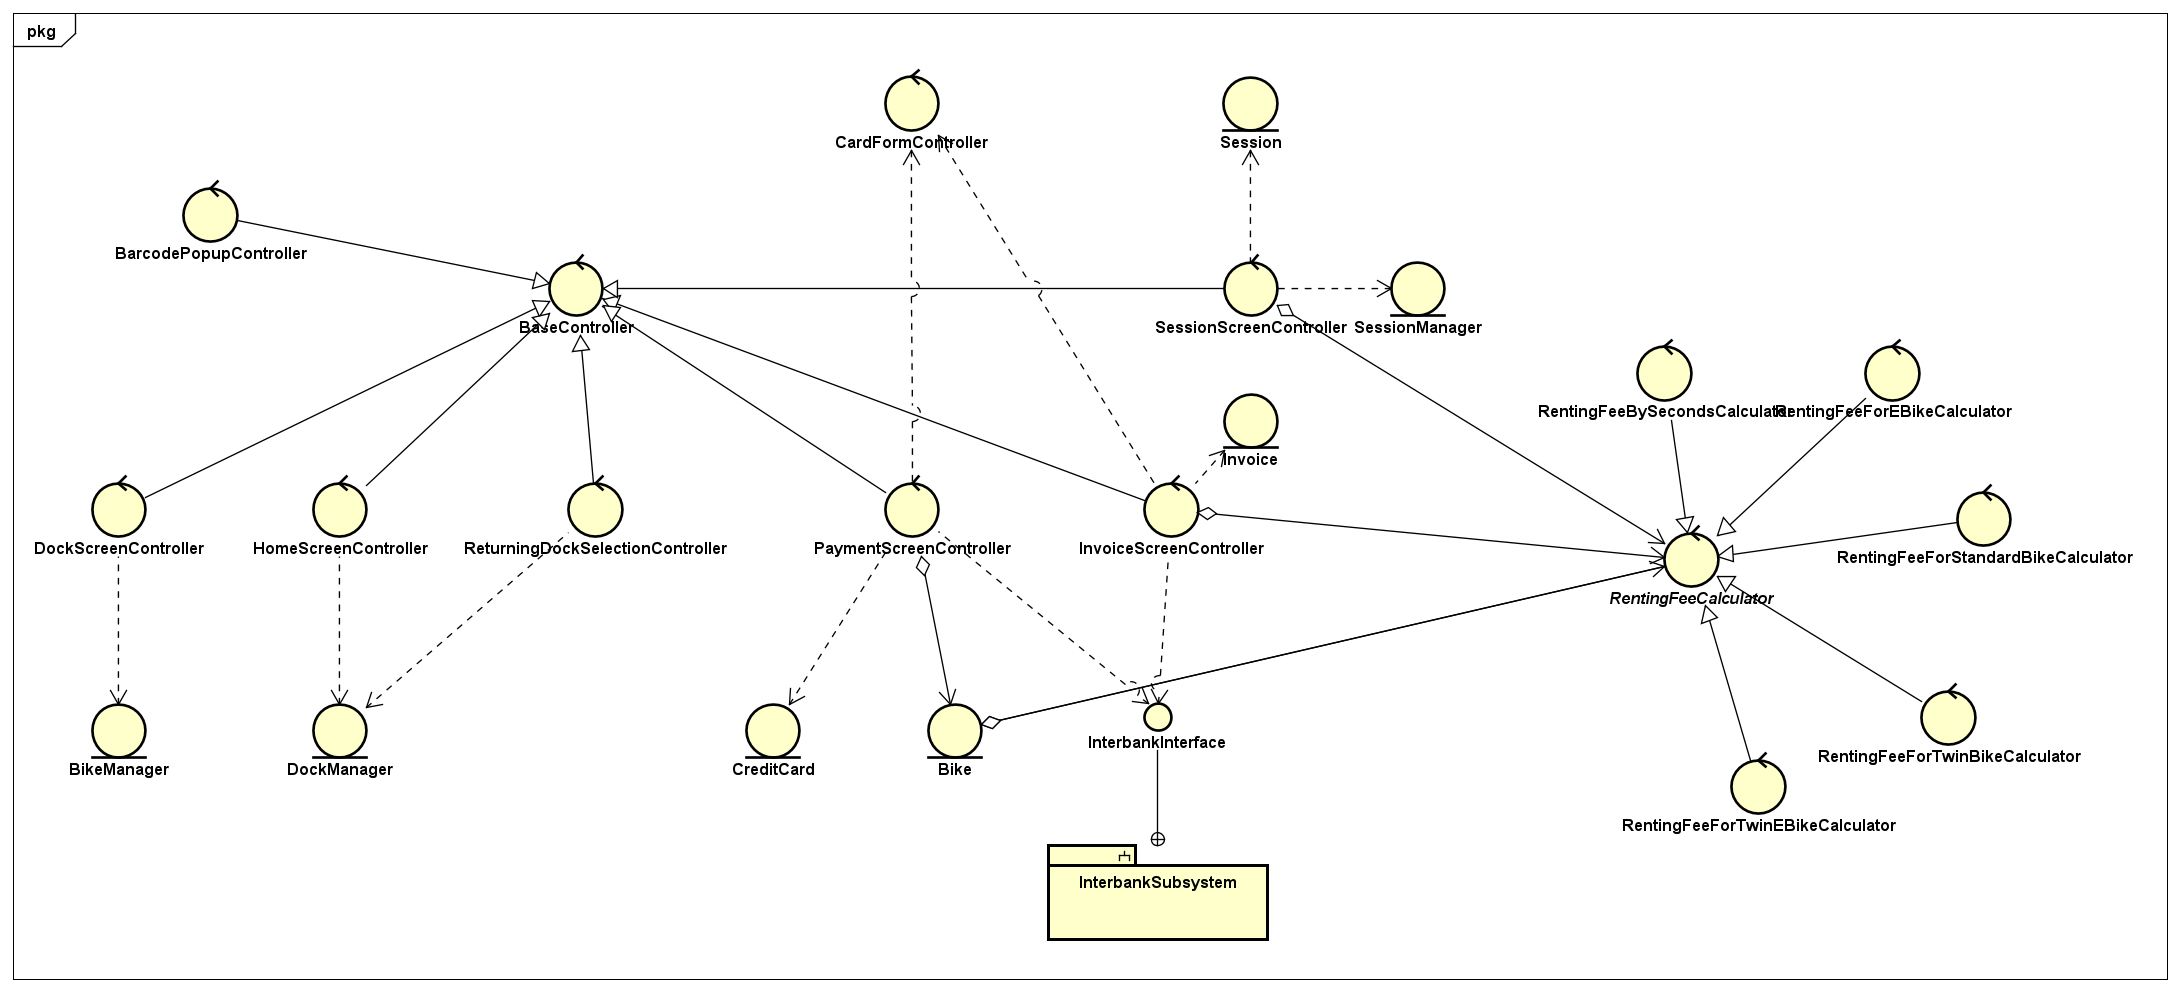 pkg
CardFormController
Session
BarcodePopupController
BaseController
SessionScreenController
SessionManager
RentingFeeBySecondsCalculator
RentingFeeForEBikeCalculator
Invoice
DockScreenController
HomeScreenController
ReturningDockSelectionController
PaymentScreenController
InvoiceScreenController
RentingFeeForStandardBikeCalculator
RentingFeeCalculator
InterbankInterface
RentingFeeForTwinBikeCalculator
BikeManager
DockManager
CreditCard
Bike
RentingFeeForTwinEBikeCalculator
InterbankSubsystem